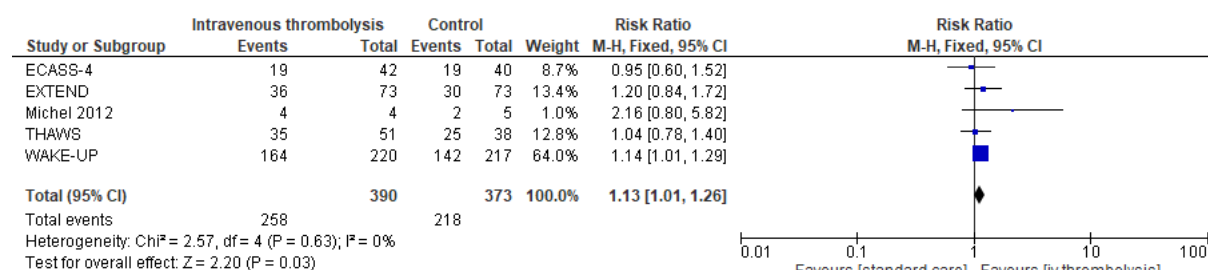 Intravenous thrombolysis Control Risk Ratio Risk Ratio
Study or Subgroup Events Total Events Total Weight M-H, Fixed, 95% CI M-H, Fixed, 95% CI
ECASS-4 19 42 19 40 8.7% 0.95 [0.60, 1.52]
EXTEND 36 73 30 73 13.4% 1.20 [0.84, 1.72]
Michel 2012 4 4 2 5 1.0% 2.16 [0.80, 5.82]
THAWS 35 51 25 38 12.8% 1.04 [0.78, 1.40]
WAKE-UP 164 220 142 217 64.0% 1.14 [1.01, 1.29]
Total (95% CI) 390 373 100.0% 1.13 [1.01, 1.26]
Total events 258 218
Heterogeneity: Chi² = 2.57, df = 4 (P = 0.63); I² = 0%
Test for overall effect: Z = 2.20 (P = 0.03)
0.01 0.1 1 10 100
Favours [standard care] Favours [iv thrombolysis]